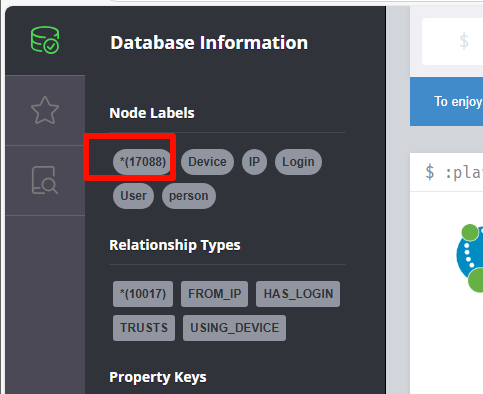 Database Information
$
To enjoy
Node Labels
*(17088) Device IP Login
User person
$ :pla
Relationship Types
*(10017) FROM_IP HAS_LOGIN
TRUSTS USING_DEVICE
Property Keys